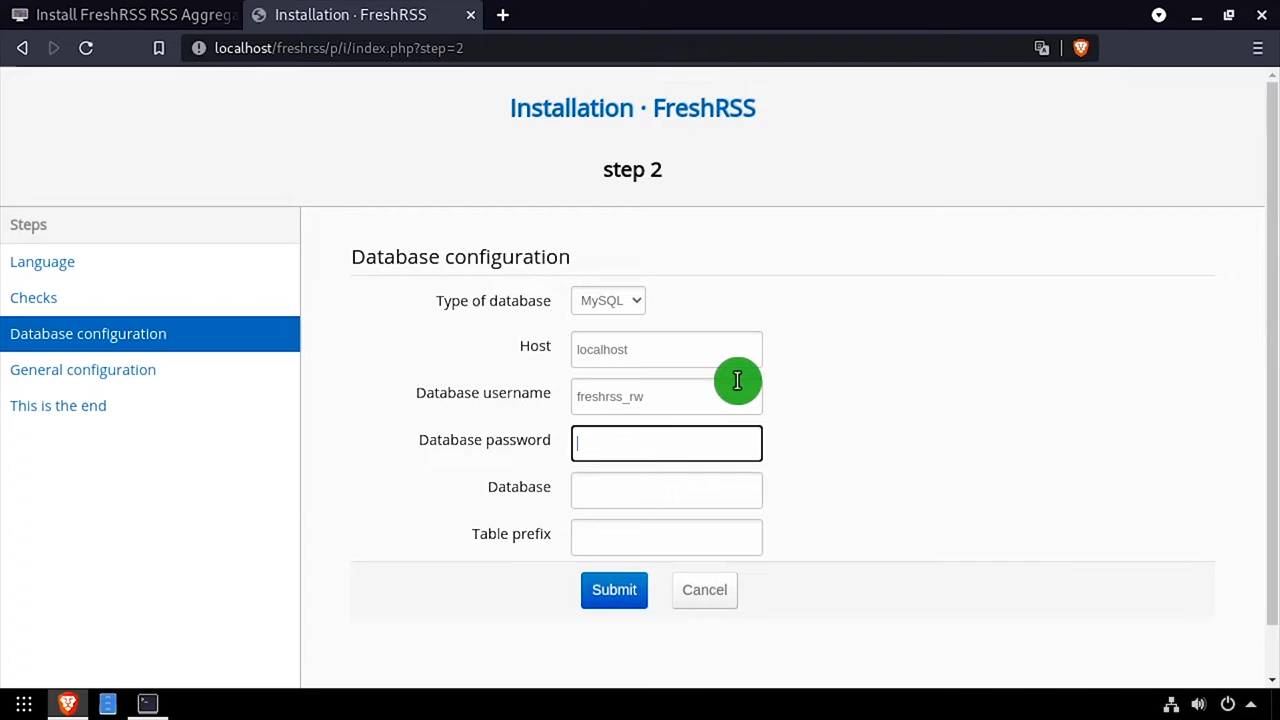 Install FreshRSS RSS Aggrega
Installation · FreshRSS
localhost/freshrss/p/i/index.php?step=2
Installation · FreshRSS
step 2
Steps
Language
Checks
Database configuration
General configuration
This is the end
Database configuration
Type of database
MySQL
Host
localhost
Database username
freshrss_rw
Database password
Database
Table prefix
Submit
Cancel